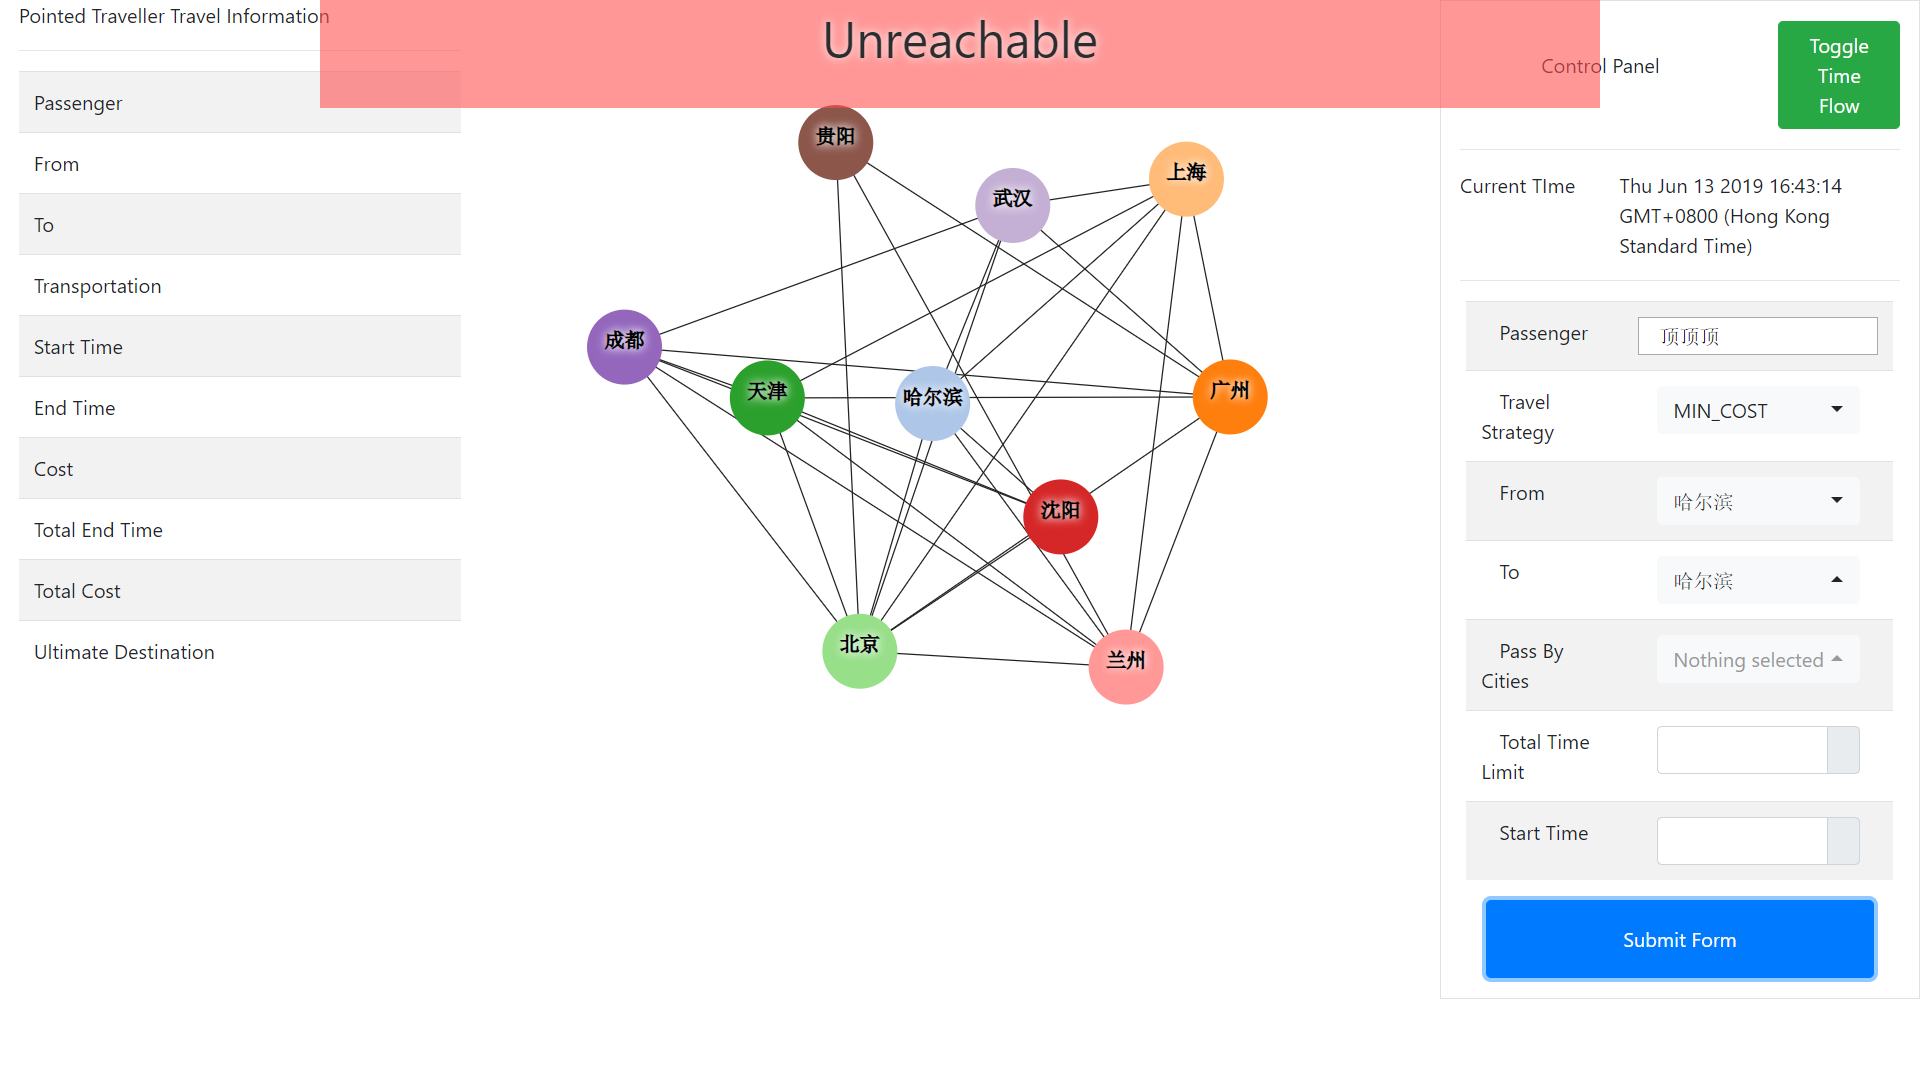 Pointed Traveller Travel Information
Passenger
From
To
Transportation
Start Time
End Time
Cost
Total End Time
Total Cost
Ultimate Destination
Unreachable
贵阳
武汉
上海
成都
天津
哈尔滨
广州
沈阳
北京
兰州
Control Panel
Toggle
Time
Flow
Current TIme
Thu Jun 13 2019 16:43:14
GMT+0800 (Hong Kong
Standard Time)
Passenger
顶顶顶
Travel
Strategy
MIN_COST
From
哈尔滨
To
哈尔滨
Pass By
Cities
Nothing selected
Total Time
Limit
Start Time
Submit Form